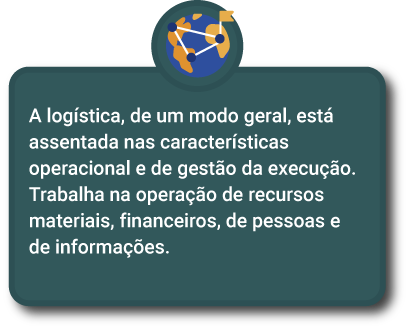 A logística, de um modo geral, está
assentada nas características
operacional e de gestão da execução.
Trabalha na operação de recursos
materiais, financeiros, de pessoas e
de informações.